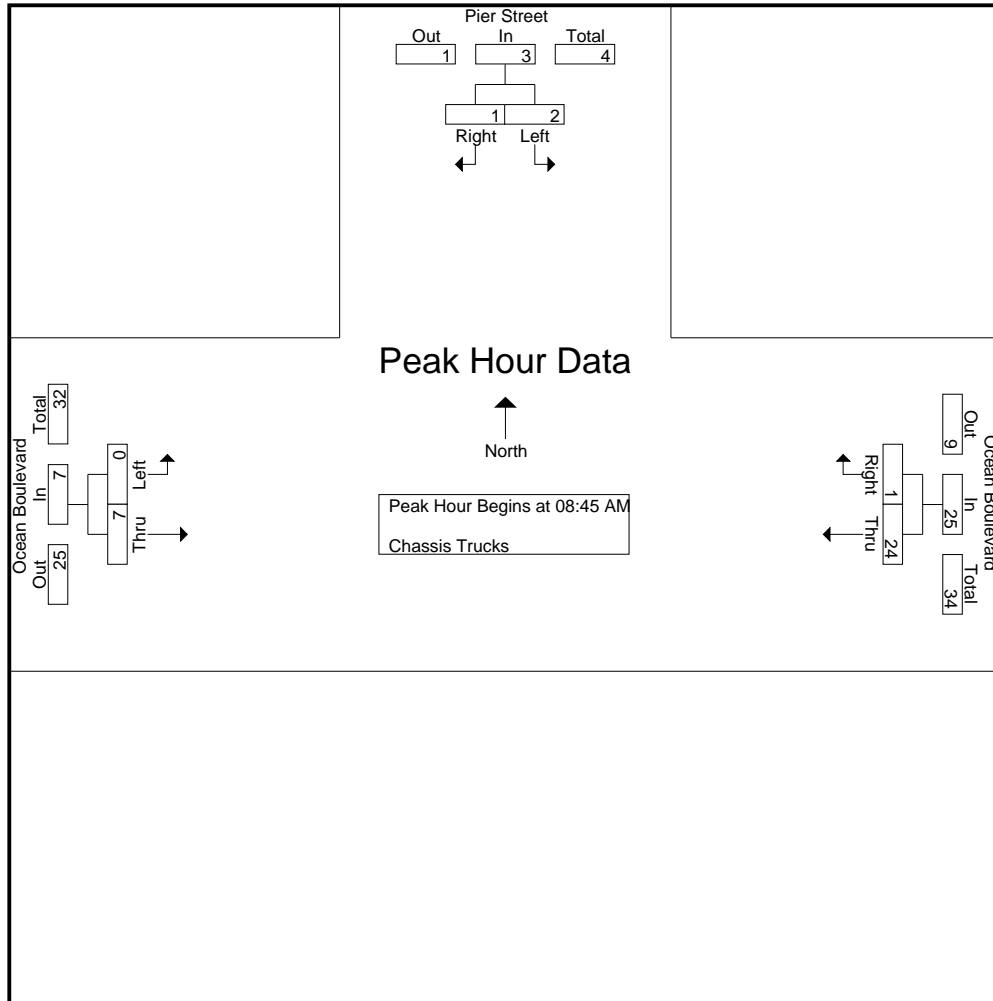 Pier Street
Out In Total
1 3 4
1 2
Right Left
Peak Hour Data
North
Peak Hour Begins at 08:45 AM
Chassis Trucks
Ocean Boulevard
Total In Out
32 7 25
0 7
Left Thru
Ocean Boulevard
Out In Total
9 25 34
1 24
Right Thru